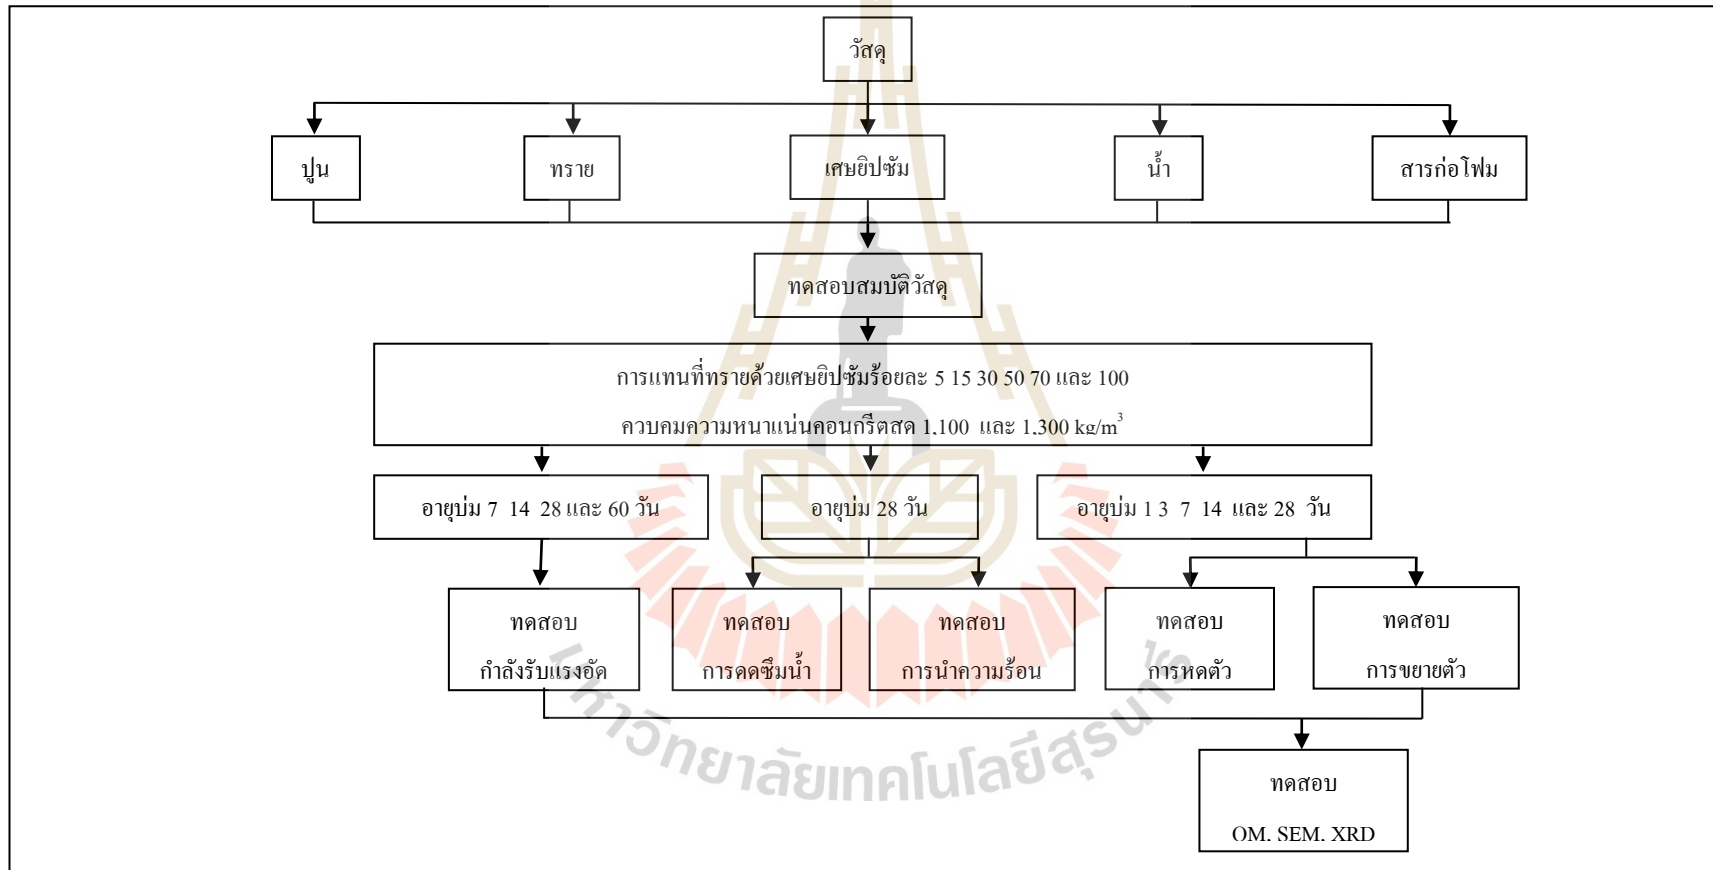 วัสดุ
ปูน
ทราย
เศษยิปซัม
น้ำ
สารก่อโฟม
ทดสอบสมบัติวัสดุ
การแทนที่ทรายด้วยเศษยิปซัมร้อยละ 5 15 30 50 70 และ 100
ควบคุมความหนาแน่นคอนกรีตสด 1,100 และ 1,300 kg/m³
อายุบ่ม 7 14 28 และ 60 วัน
อายุบ่ม 28 วัน
อายุบ่ม 1 3 7 14 และ 28 วัน
ทดสอบ
กำลังรับแรงอัด
ทดสอบ
การดูดซึมน้ำ
ทดสอบ
การนำความร้อน
ทดสอบ
การหดตัว
ทดสอบ
การขยายตัว
ทดสอบ
OM, SEM, XRD
มหาวิทยาลัยเทคโนโลยีสุรนารี